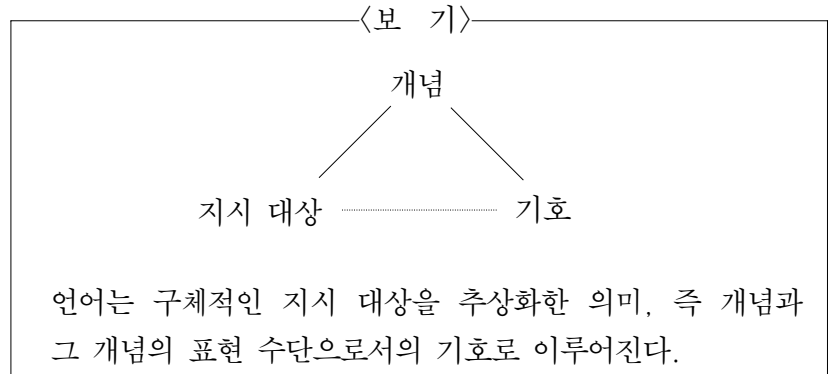 〈보 기〉
개념
지시 대상 기호
언어는 구체적인 지시 대상을 추상화한 의미, 즉 개념과
그 개념의 표현 수단으로서의 기호로 이루어진다.